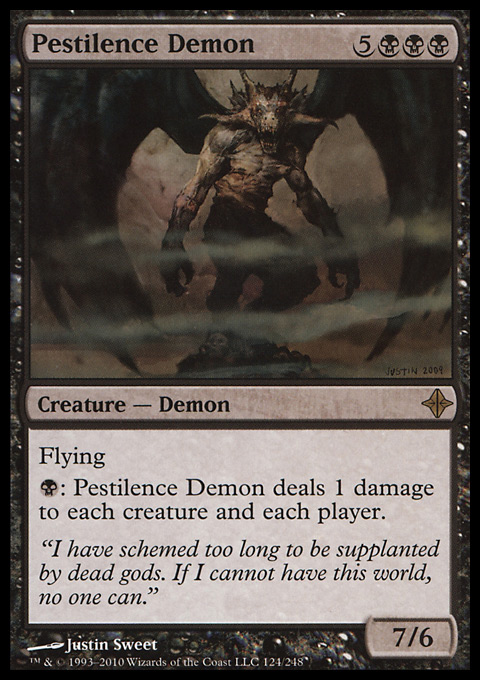 Pestilence Demon 5
JUSTIN 2009
Creature — Demon
Flying
: Pestilence Demon deals 1 damage
to each creature and each player.
“I have schemed too long to be supplanted
by dead gods. If I cannot have this world,
no one can.”
Justin Sweet
7/6
™ & © 1993–2010 Wizards of the Coast LLC 124/248